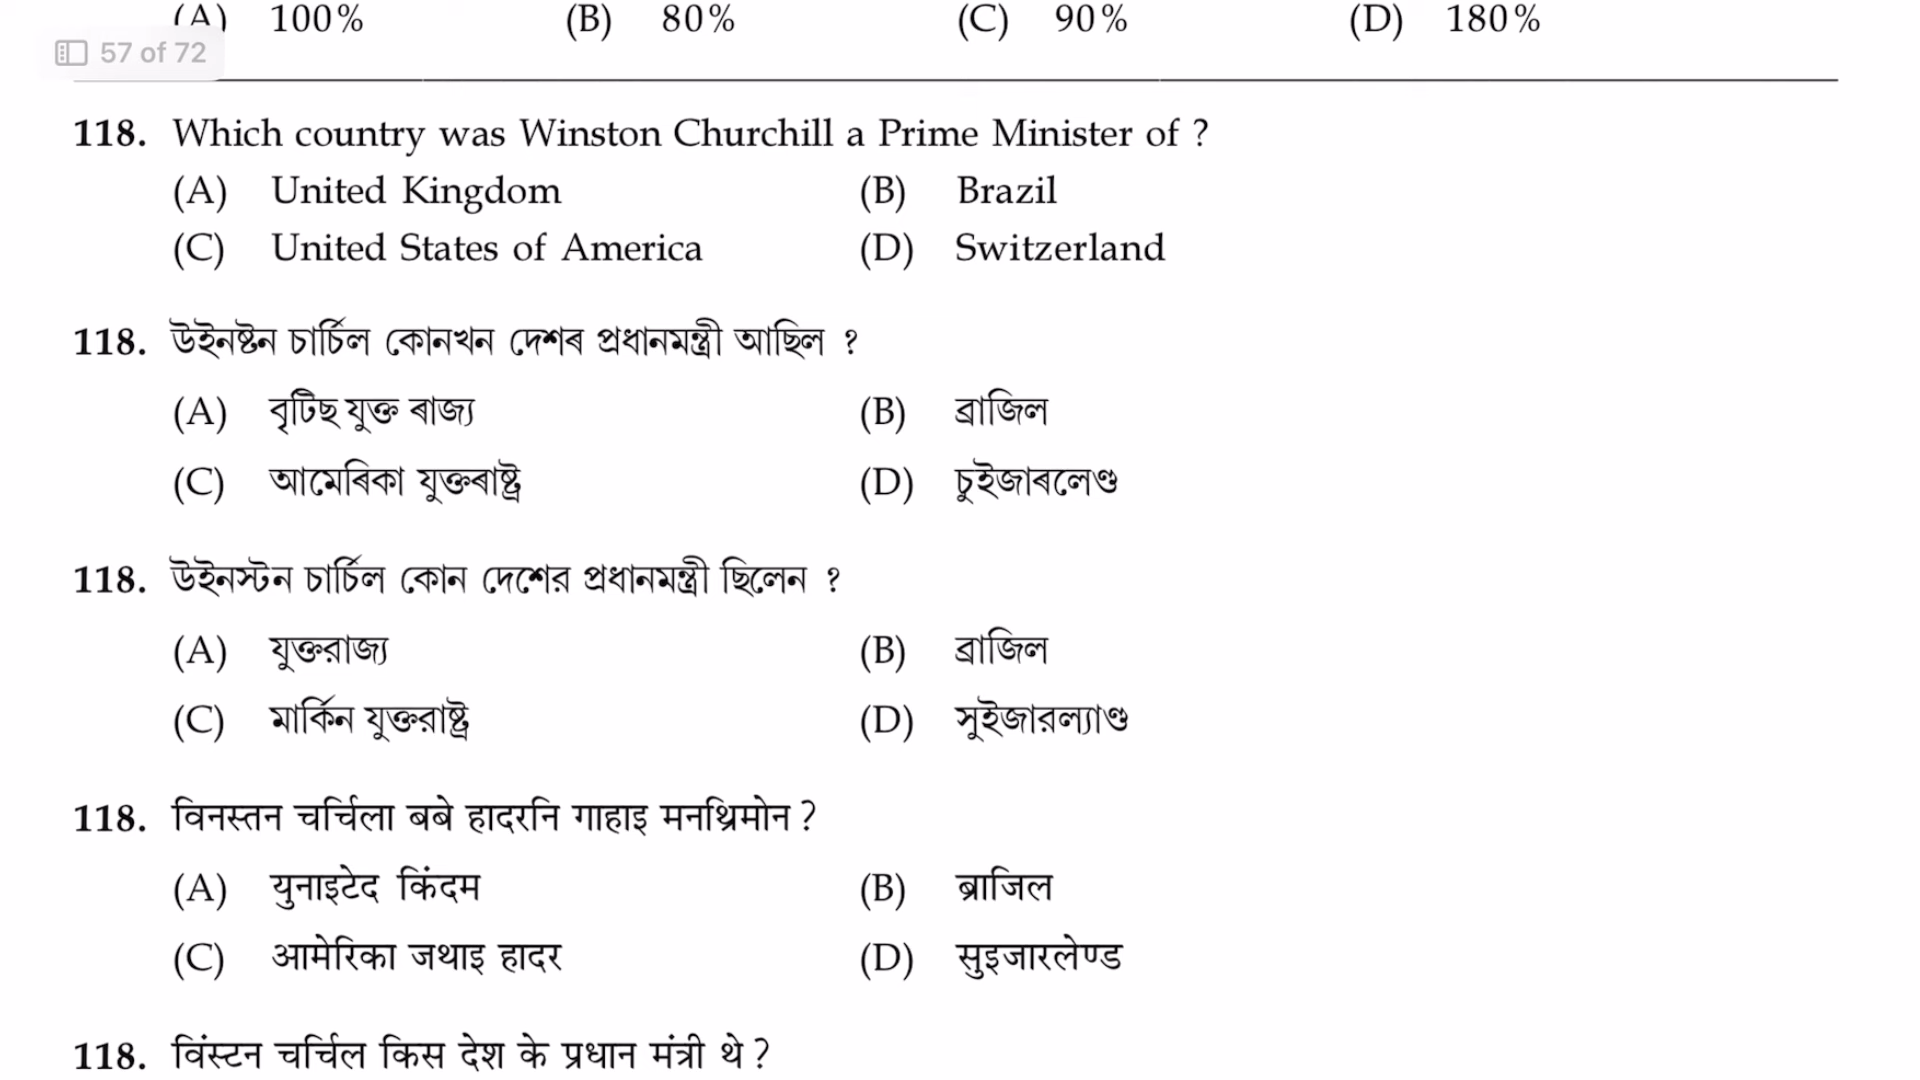 (A) 100% (B) 80% (C) 90% (D) 180%
57 of 72
118. Which country was Winston Churchill a Prime Minister of ?
(A) United Kingdom (B) Brazil
(C) United States of America (D) Switzerland
118. উইনষ্টন চাৰ্চিল কোনখন দেশৰ প্ৰধানমন্ত্ৰী আছিল ?
(A) বৃটিছ যুক্ত ৰাজ্য (B) ব্ৰাজিল
(C) আমেৰিকা যুক্তৰাষ্ট্ৰ (D) চুইজাৰলেণ্ড
118. উইনস্টন চার্চিল কোন দেশের প্রধানমন্ত্রী ছিলেন ?
(A) যুক্তরাজ্য (B) ব্রাজিল
(C) মার্কিন যুক্তরাষ্ট্র (D) সুইজারল্যাণ্ড
118. विनस्तन चर्चिला बबे हादरनि गाहाइ मनथ्रिमोन ?
(A) युनाइटेद किंदम (B) ब्राजिल
(C) आमेरिका जथाइ हादर (D) सुइजारलेण्ड
118. विंस्टन चर्चिल किस देश के प्रधान मंत्री थे ?